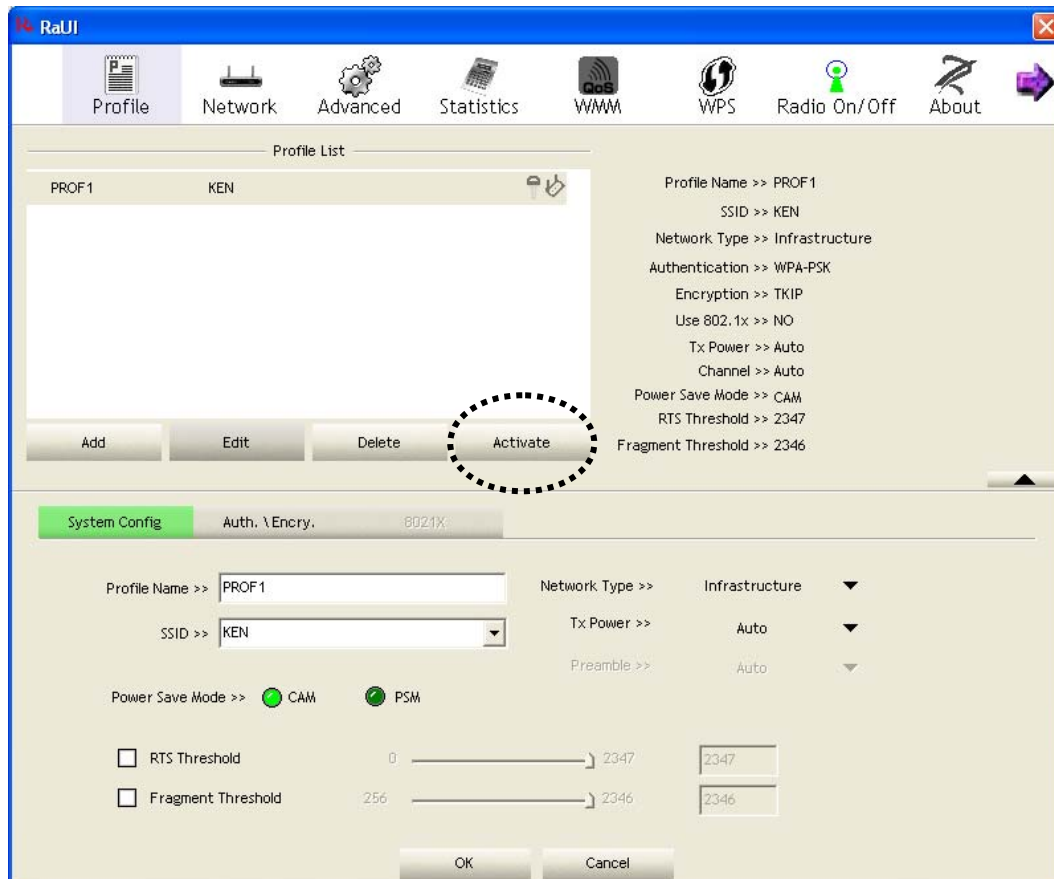 RaUI
Profile Network Advanced Statistics QoS WMM WPS Radio On/Off About
Profile List
PROF1 KEN
Add Edit Delete Activate
Profile Name >> PROF1
SSID >> KEN
Network Type >> Infrastructure
Authentication >> WPA-PSK
Encryption >> TKIP
Use 802.1x >> NO
Tx Power >> Auto
Channel >> Auto
Power Save Mode >> CAM
RTS Threshold >> 2347
Fragment Threshold >> 2346
System Config Auth. \ Encry. 8021X
Profile Name >> PROF1
SSID >> KEN
Power Save Mode >> CAM PSM
Network Type >> Infrastructure
Tx Power >> Auto
Preamble >> Auto
RTS Threshold 0 2347 2347
Fragment Threshold 256 2346 2346
OK Cancel